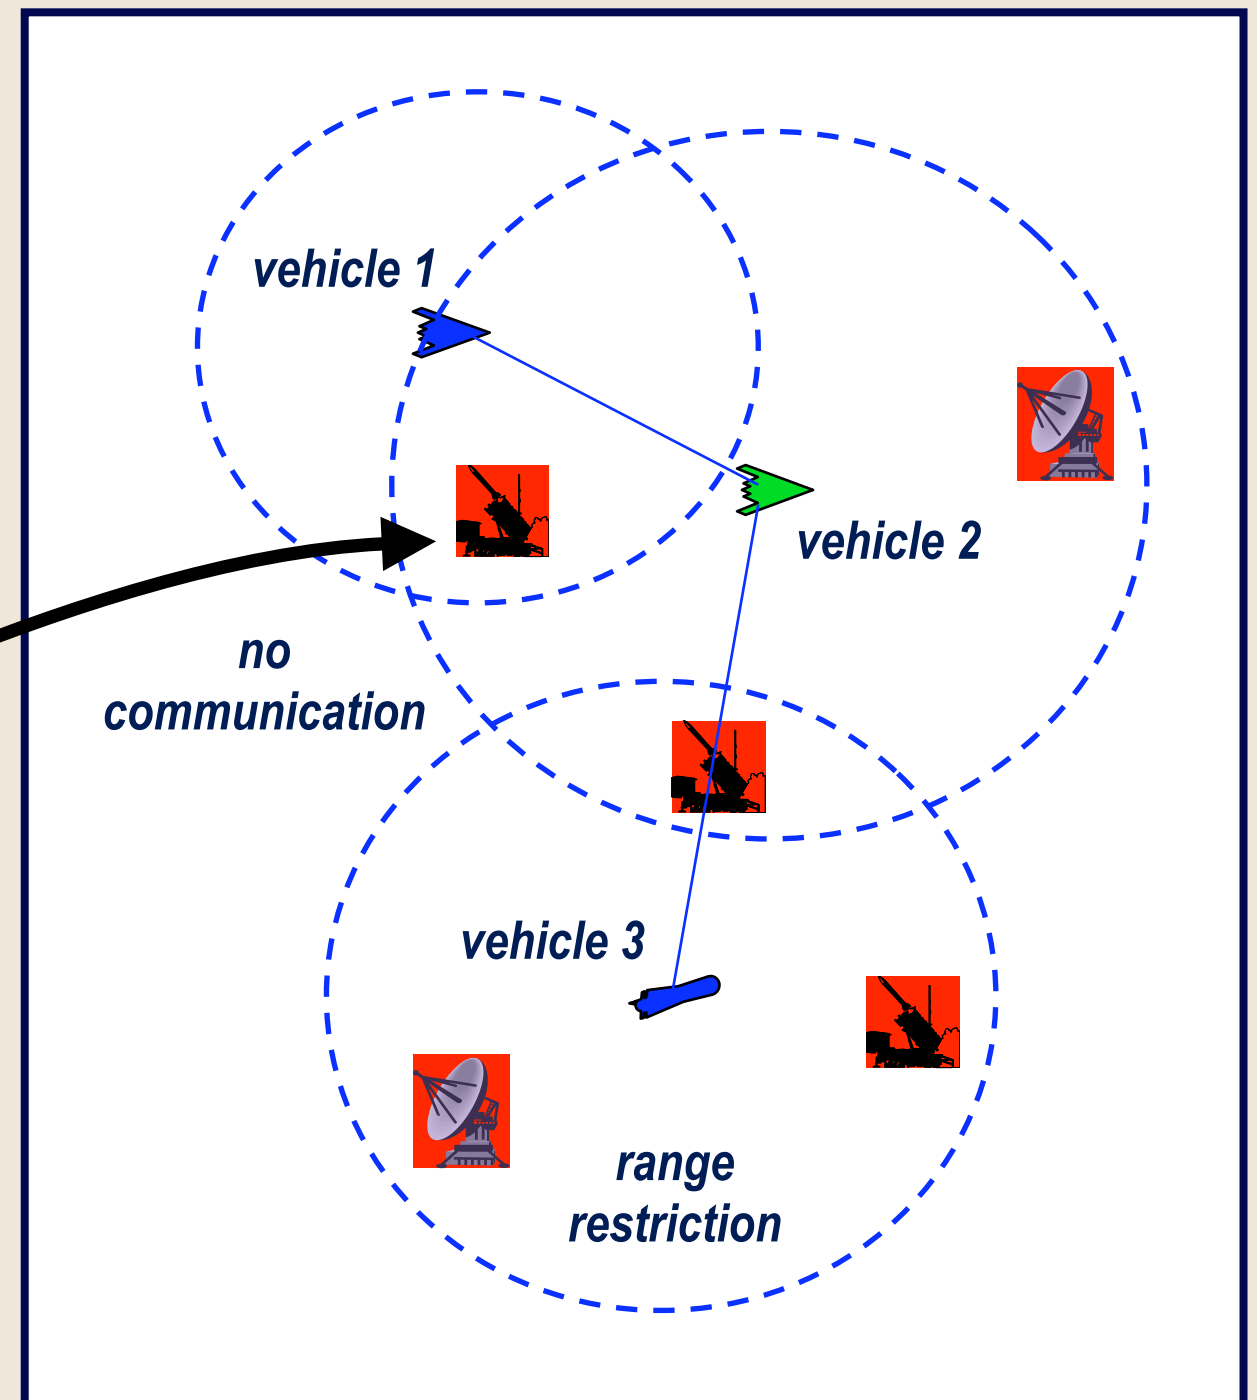 vehicle 1
vehicle 2
no
communication
vehicle 3
range
restriction